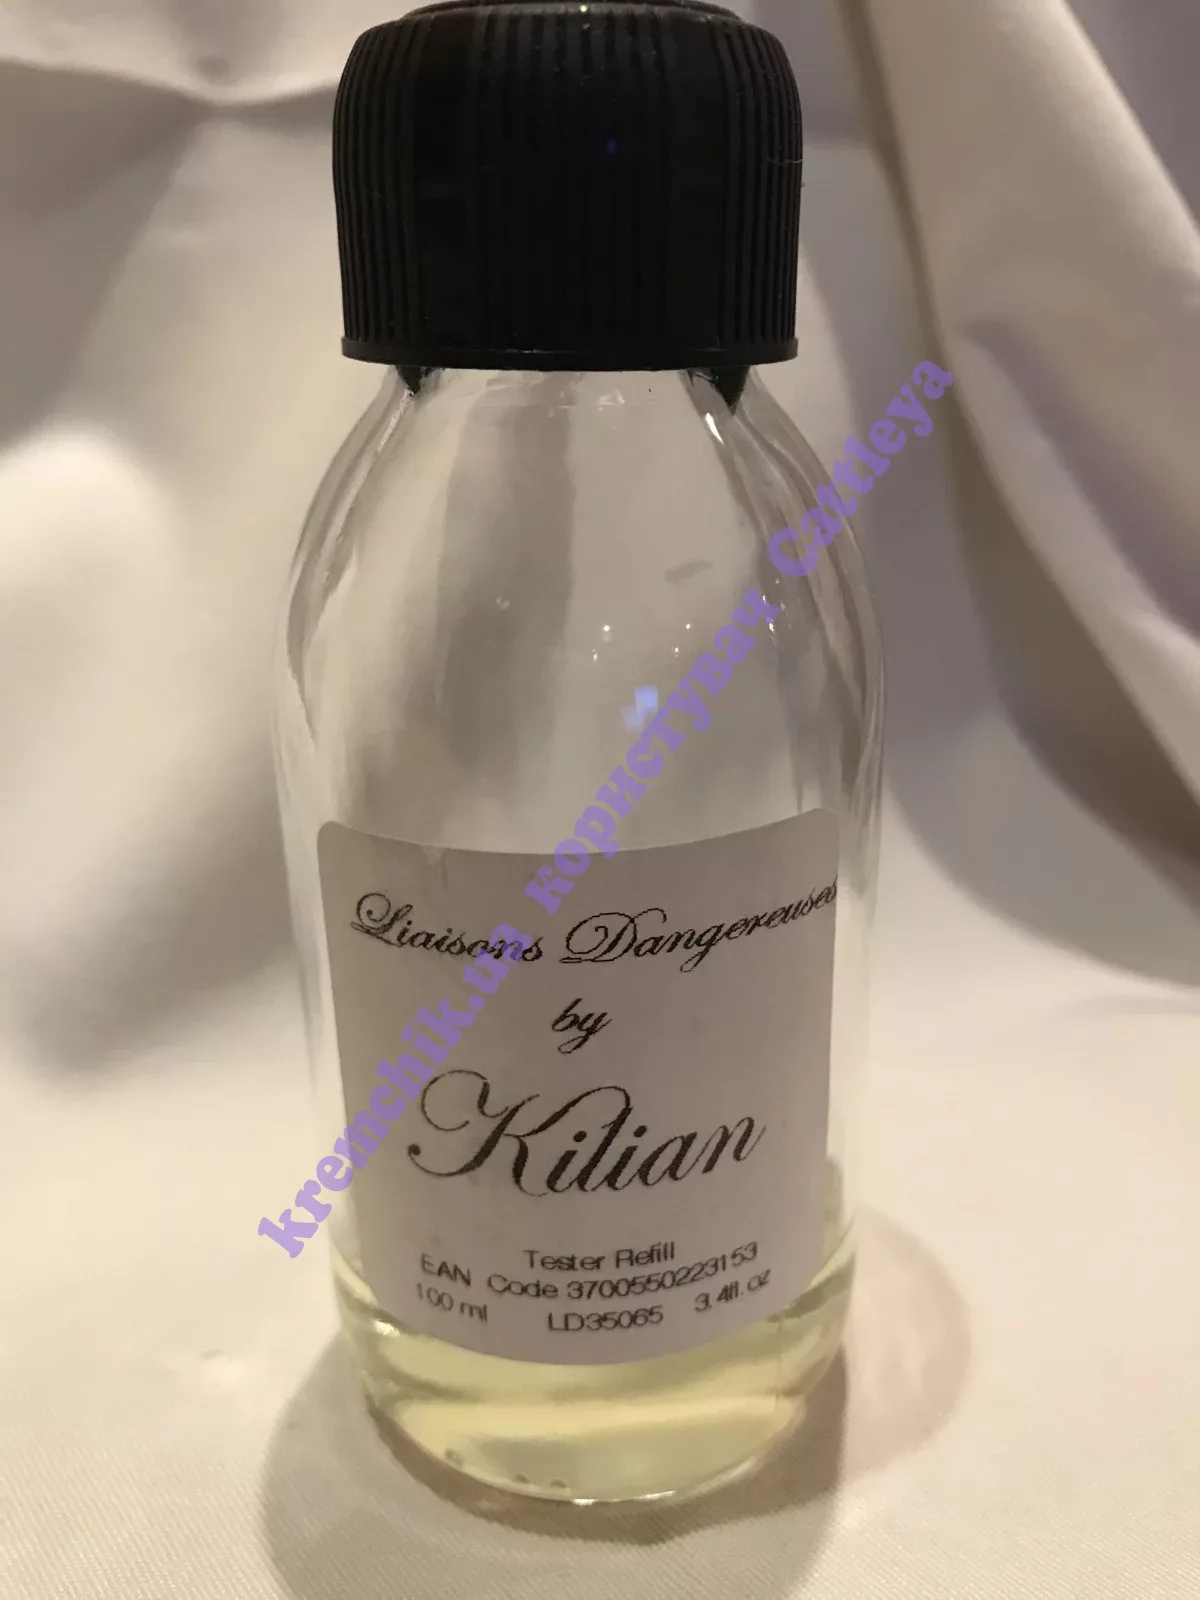 Liaisons Dangereuses
by
Kilian
Tester Refill
EAN Code 3700550223153
100 ml LD35065 3.4fl.oz
kremchik.ua користувач Cattleya